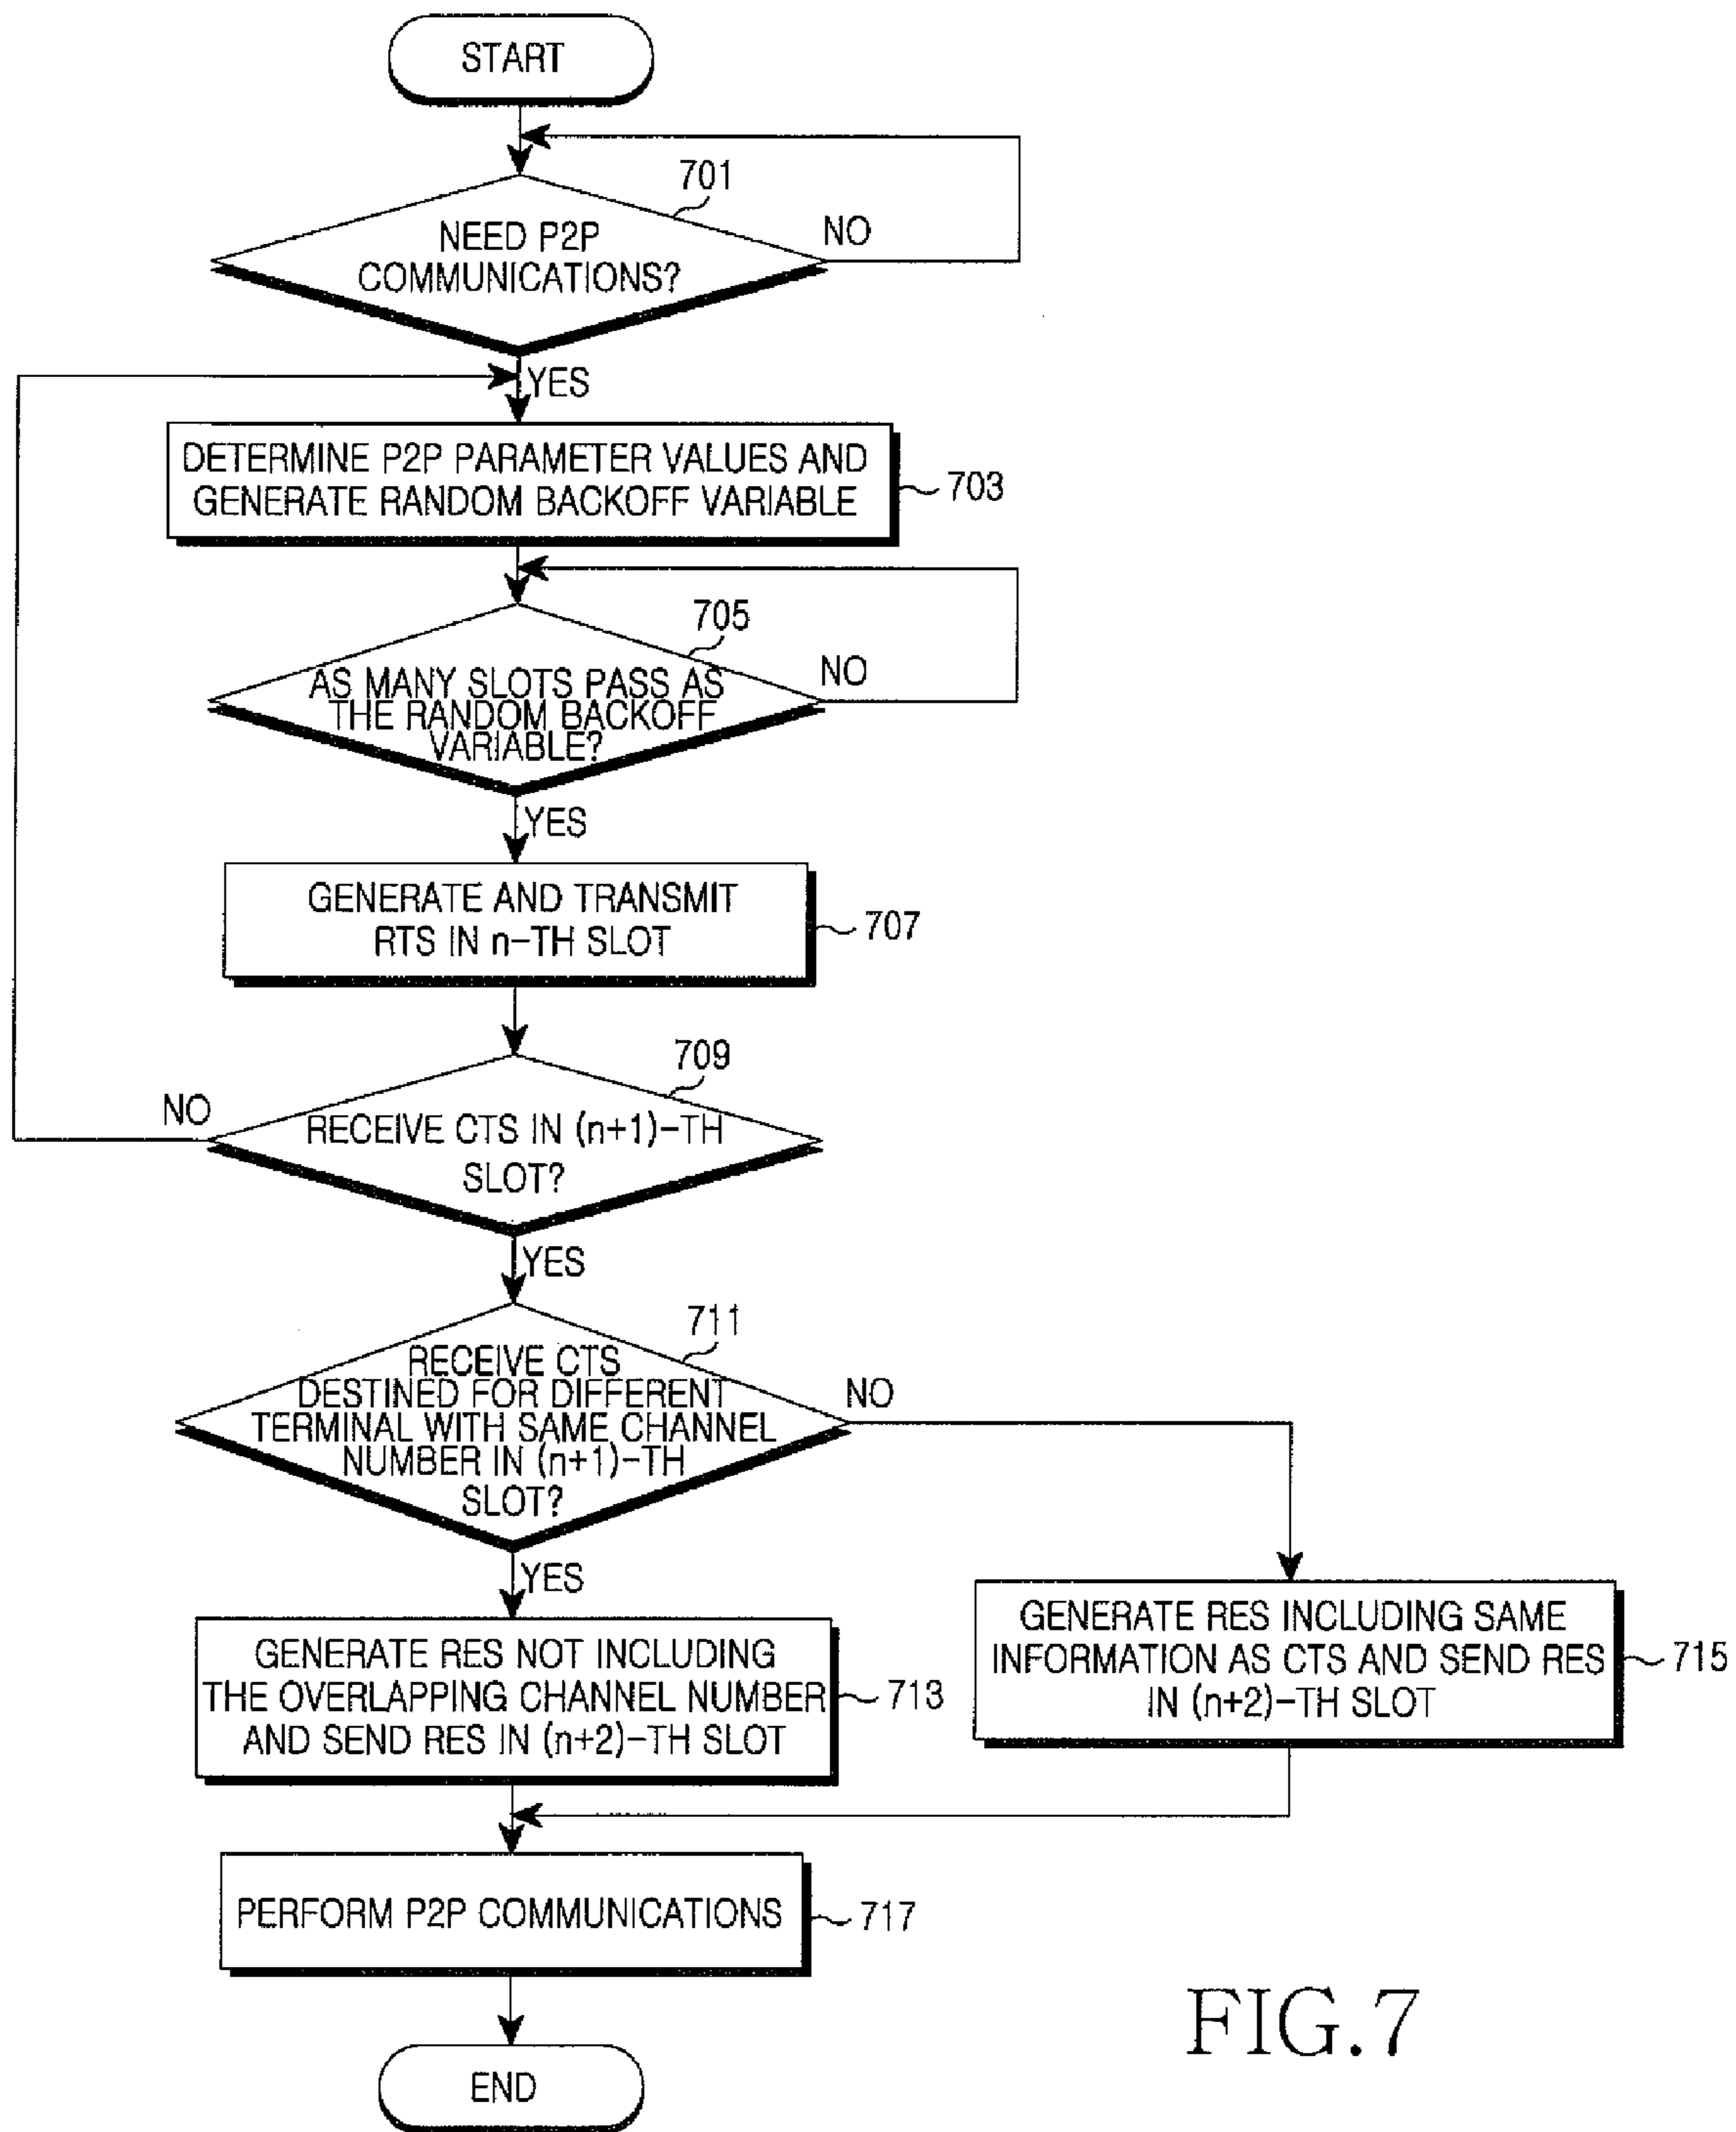 START
701
NEED P2P
COMMUNICATIONS?
NO
YES
DETERMINE P2P PARAMETER VALUES AND
GENERATE RANDOM BACKOFF VARIABLE
703
705
AS MANY SLOTS PASS AS
THE RANDOM BACKOFF
VARIABLE?
NO
YES
GENERATE AND TRANSMIT
RTS IN n-TH SLOT
707
709
NO
RECEIVE CTS IN (n+1)-TH
SLOT?
YES
711
RECEIVE CTS
DESTINED FOR DIFFERENT
TERMINAL WITH SAME CHANNEL
NUMBER IN (n+1)-TH
SLOT?
NO
YES
GENERATE RES NOT INCLUDING
THE OVERLAPPING CHANNEL NUMBER
AND SEND RES IN (n+2)-TH SLOT
713
GENERATE RES INCLUDING SAME
INFORMATION AS CTS AND SEND RES
IN (n+2)-TH SLOT
715
PERFORM P2P COMMUNICATIONS
717
END
FIG.7